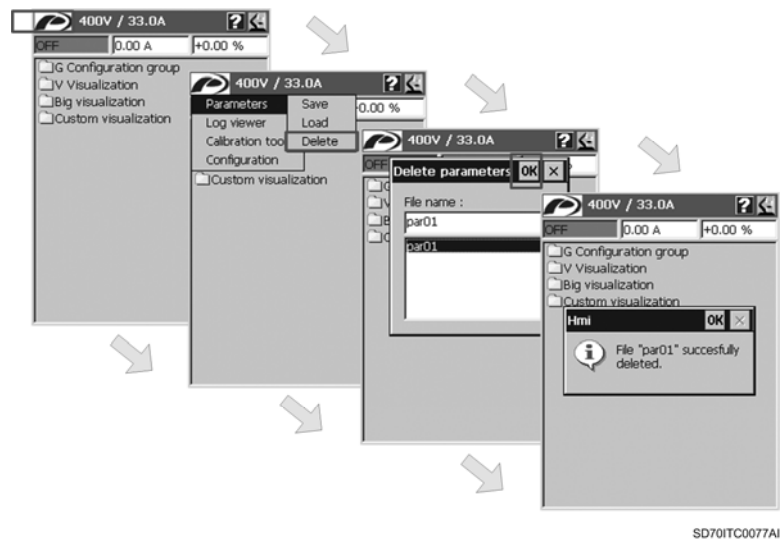 400V / 33.0A ?
OFF 0.00 A +0.00 %
G Configuration group
V Visualization
Big visualization
Custom visualization
400V / 33.0A ?
0.00 %
Parameters Save
Log viewer Load
Calibration too Delete
Configuration
Custom visualization
400V / 33.0A ?
OFF
Delete parameters OK ×
File name :
par01
par01
400V / 33.0A ?
OFF 0.00 A +0.00 %
G Configuration group
V Visualization
Big visualization
Custom visualization
Hmi OK ×
File "par01" succesfully
deleted.
SD70ITC0077AI